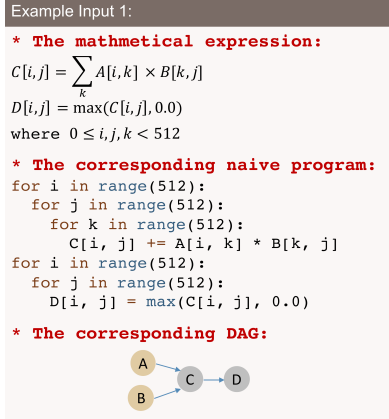 Example Input 1:
* The mathmetical expression:
C[i,j] = ∑ A[i,k] × B[k,j]
k
D[i,j] = max(C[i,j], 0.0)
where 0 ≤ i,j,k < 512
* The corresponding naive program:
for i in range(512):
  for j in range(512):
    for k in range(512):
      C[i, j] += A[i, k] * B[k, j]
for i in range(512):
  for j in range(512):
    D[i, j] = max(C[i, j], 0.0)
* The corresponding DAG:
A
C D
B